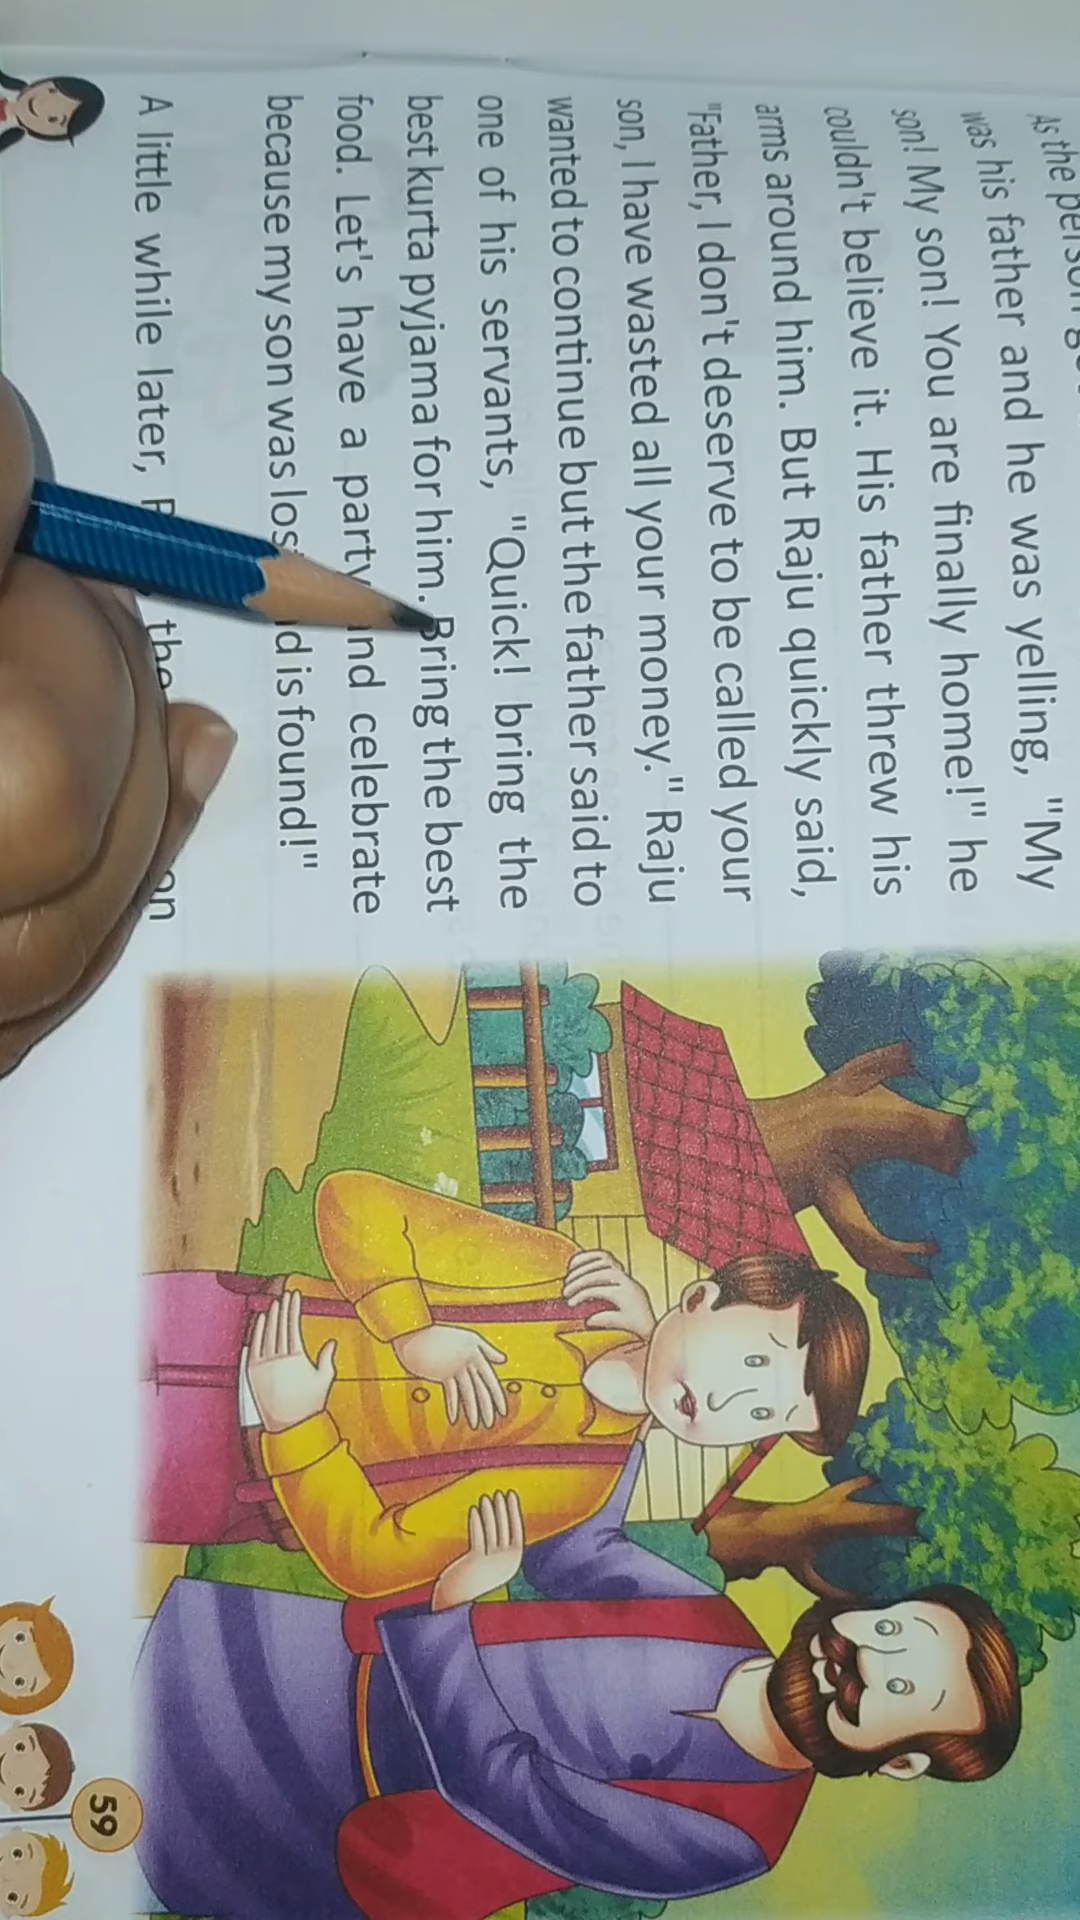 As the person g
was his father and he was yelling, "My
son! My son! You are finally home!" he
couldn't believe it. His father threw his
arms around him. But Raju quickly said,
"Father, I don't deserve to be called your
son, I have wasted all your money." Raju
wanted to continue but the father said to
one of his servants, "Quick! bring the
best kurta pyjama for him. Bring the best
food. Let's have a party and celebrate
because my son was los d is found!"
A little while later, the on
59